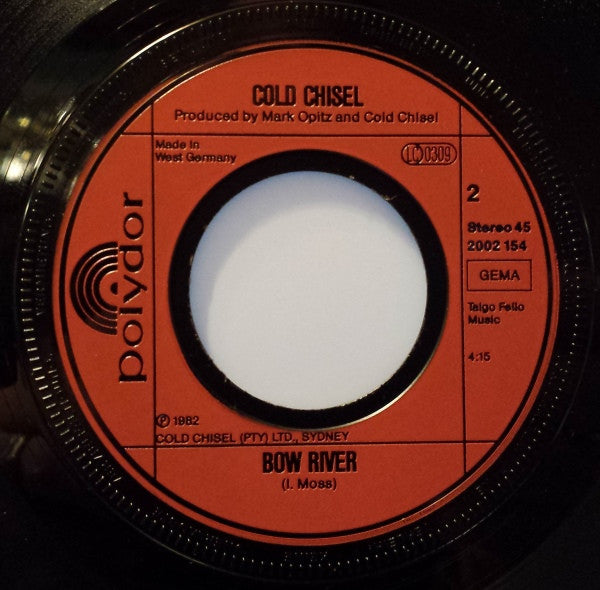 COLD CHISEL
Produced by Mark Opitz and Cold Chisel
Made in
West Germany
LC 0309
2
Stereo 45
2002 154
GEMA
Talgo Fello
Music
4:15
polydor
℗ 1982
COLD CHISEL (PTY) LTD., SYDNEY
BOW RIVER
(I. Moss)